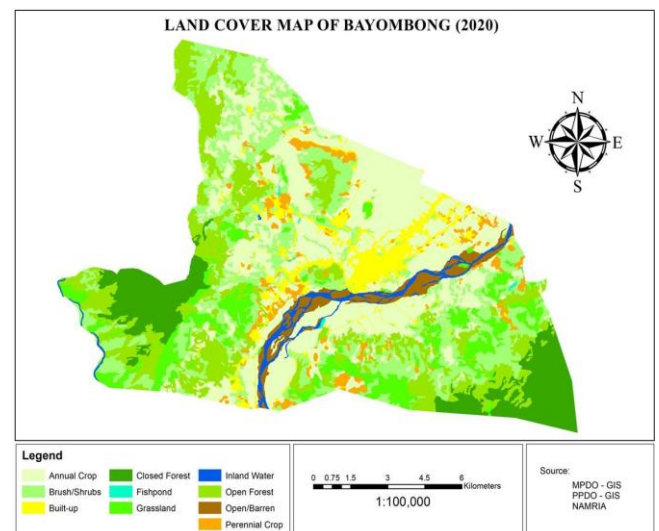 LAND COVER MAP OF BAYOMBONG (2020)
N
W E
S
Legend
Annual Crop
Brush/Shrubs
Built-up
Closed Forest
Fishpond
Grassland
Inland Water
Open Forest
Open/Barren
Perennial Crop
0 0.75 1.5 3 4.5 6
Kilometers
1:100,000
Source:
MPDO - GIS
PPDO - GIS
NAMRIA